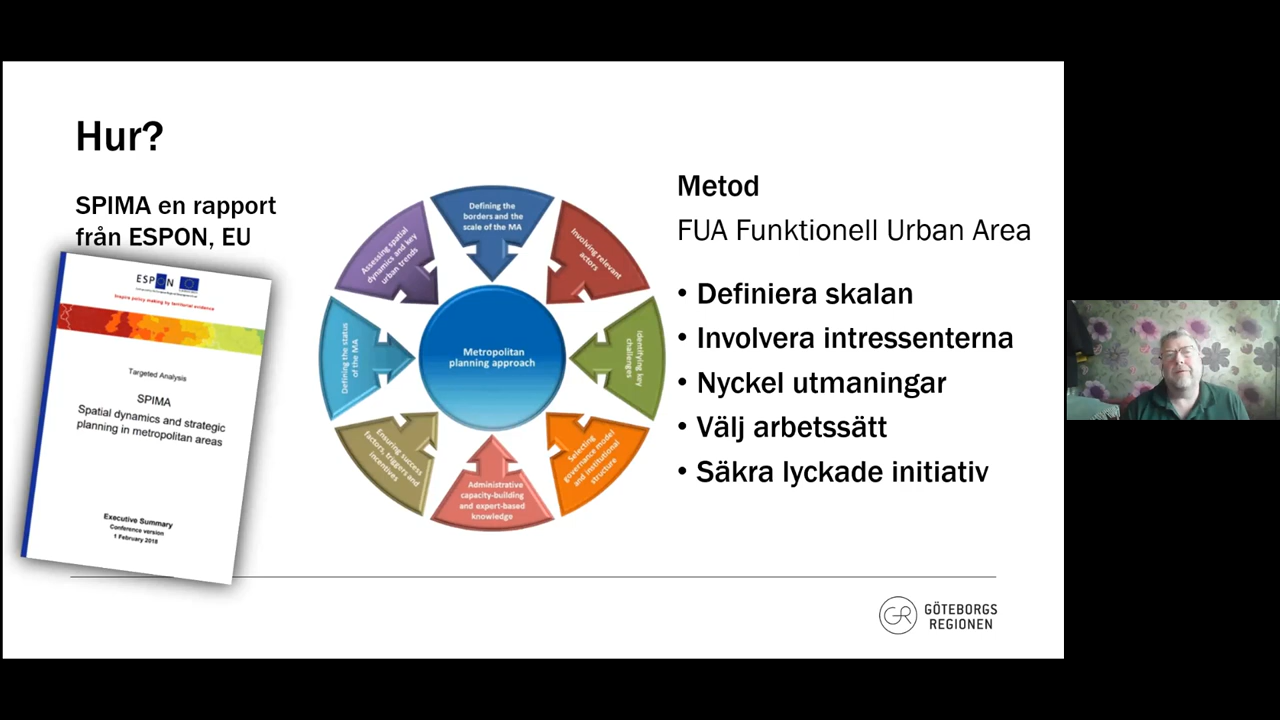 Hur?
SPIMA en rapport
från ESPON, EU
ESPON
Inspire policy making by territorial evidence
Targeted Analysis
SPIMA
Spatial dynamics and strategic
planning in metropolitan areas
Executive Summary
Conference version
1 February 2018
Defining the
borders and the
scale of the MA
Involving relevant
actors
Identifying key
challenges
Selecting
governance model
and institutional
structure
Administrative
capacity-building
and expert-based
knowledge
Ensuring success
factors, triggers and
incentives
Defining the status
of the MA
Assessing spatial
dynamics and key
urban trends
Metropolitan
planning approach
Metod
FUA Funktionell Urban Area
• Definiera skalan
• Involvera intressenterna
• Nyckel utmaningar
• Välj arbetssätt
• Säkra lyckade initiativ
GR
GÖTEBORGS
REGIONEN